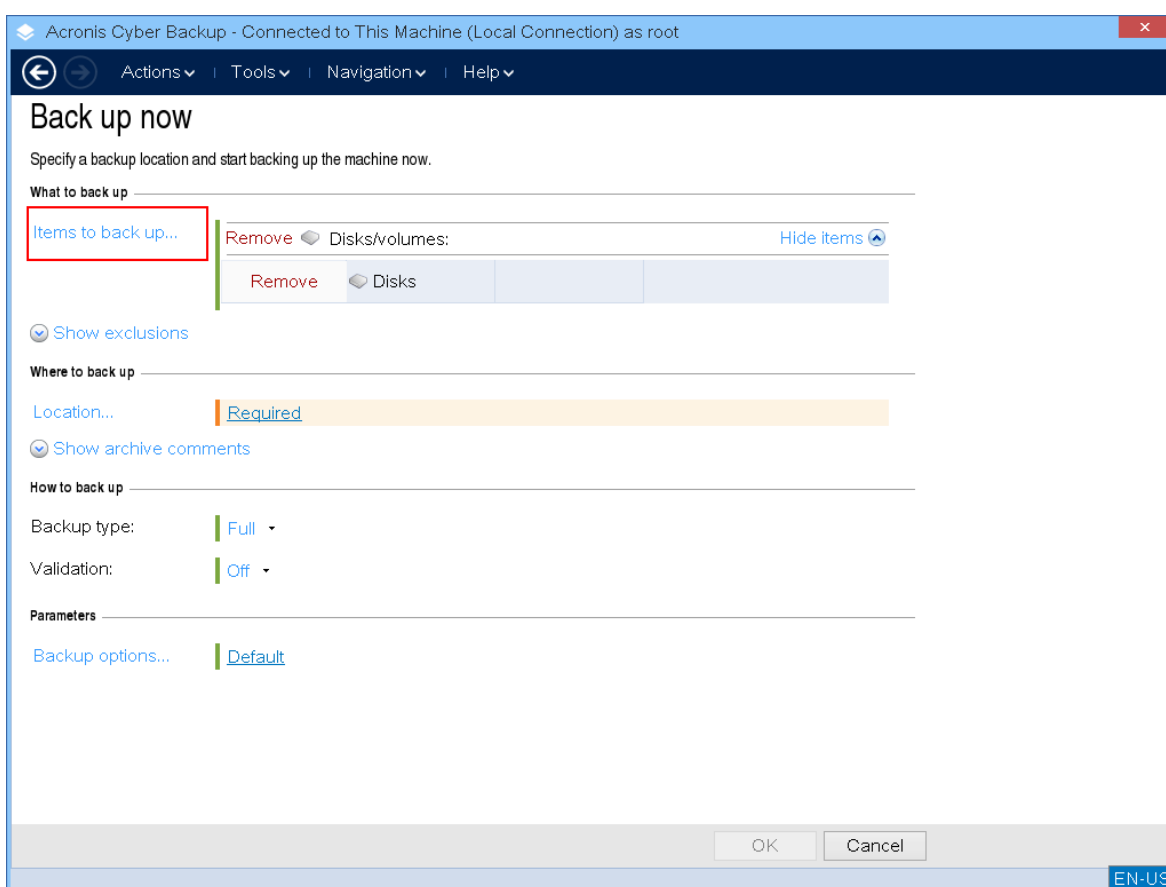 Acronis Cyber Backup - Connected to This Machine (Local Connection) as root
Actions Tools Navigation Help
Back up now
Specify a backup location and start backing up the machine now.
What to back up
Items to back up...
Remove Disks/volumes: Hide items
Remove Disks
Show exclusions
Where to back up
Location... Required
Show archive comments
How to back up
Backup type: Full
Validation: Off
Parameters
Backup options... Default
OK Cancel
EN-US